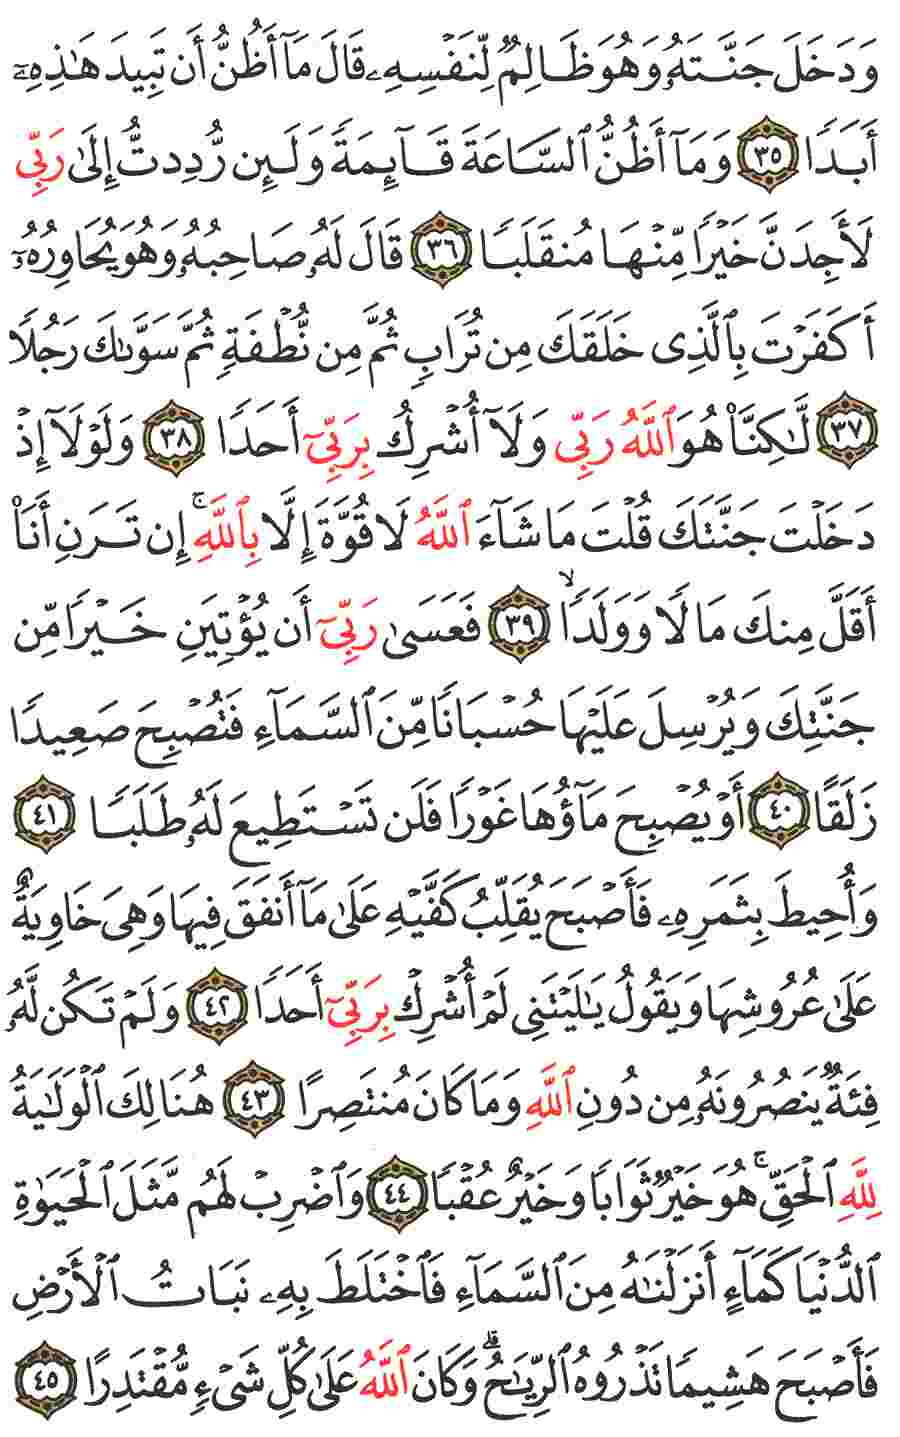 وَدَخَلَ جَنَّتَهُۥ وَهُوَ ظَالِمٌ لِّنَفْسِهِۦ قَالَ مَآ أَظُنُّ أَن تَبِيدَ هَٰذِهِۦٓ
أَبَدًا ٣٥ وَمَآ أَظُنُّ ٱلسَّاعَةَ قَآئِمَةً وَلَئِن رُّدِدتُّ إِلَىٰ رَبِّى
لَأَجِدَنَّ خَيْرًا مِّنْهَا مُنقَلَبًا ٣٦ قَالَ لَهُۥ صَاحِبُهُۥ وَهُوَ يُحَاوِرُهُۥٓ
أَكَفَرْتَ بِٱلَّذِى خَلَقَكَ مِن تُرَابٍ ثُمَّ مِن نُّطْفَةٍ ثُمَّ سَوَّىٰكَ رَجُلًا
٣٧ لَّٰكِنَّا۠ هُوَ ٱللَّهُ رَبِّى وَلَآ أُشْرِكُ بِرَبِّىٓ أَحَدًا ٣٨ وَلَوْلَآ إِذْ
دَخَلْتَ جَنَّتَكَ قُلْتَ مَا شَآءَ ٱللَّهُ لَا قُوَّةَ إِلَّا بِٱللَّهِ ۚ إِن تَرَنِ أَنَا۠
أَقَلَّ مِنكَ مَالًا وَوَلَدًا ۙ ٣٩ فَعَسَىٰ رَبِّىٓ أَن يُؤْتِيَنِ خَيْرًا مِّن
جَنَّتِكَ وَيُرْسِلَ عَلَيْهَا حُسْبَانًا مِّنَ ٱلسَّمَآءِ فَتُصْبِحَ صَعِيدًا
زَلَقًا ٤٠ أَوْ يُصْبِحَ مَآؤُهَا غَوْرًا فَلَن تَسْتَطِيعَ لَهُۥ طَلَبًا ٤١
وَأُحِيطَ بِثَمَرِهِۦ فَأَصْبَحَ يُقَلِّبُ كَفَّيْهِ عَلَىٰ مَآ أَنفَقَ فِيهَا وَهِىَ خَاوِيَةٌ
عَلَىٰ عُرُوشِهَا وَيَقُولُ يَٰلَيْتَنِى لَمْ أُشْرِكْ بِرَبِّىٓ أَحَدًا ٤٢ وَلَمْ تَكُن لَّهُۥ
فِئَةٌ يَنصُرُونَهُۥ مِن دُونِ ٱللَّهِ وَمَا كَانَ مُنتَصِرًا ٤٣ هُنَالِكَ ٱلْوَلَٰيَةُ
لِلَّهِ ٱلْحَقِّ ۚ هُوَ خَيْرٌ ثَوَابًا وَخَيْرٌ عُقْبًا ٤٤ وَٱضْرِبْ لَهُم مَّثَلَ ٱلْحَيَوٰةِ
ٱلدُّنْيَا كَمَآءٍ أَنزَلْنَٰهُ مِنَ ٱلسَّمَآءِ فَٱخْتَلَطَ بِهِۦ نَبَاتُ ٱلْأَرْضِ
فَأَصْبَحَ هَشِيمًا تَذْرُوهُ ٱلرِّيَٰحُ ۗ وَكَانَ ٱللَّهُ عَلَىٰ كُلِّ شَىْءٍ مُّقْتَدِرًا ٤٥